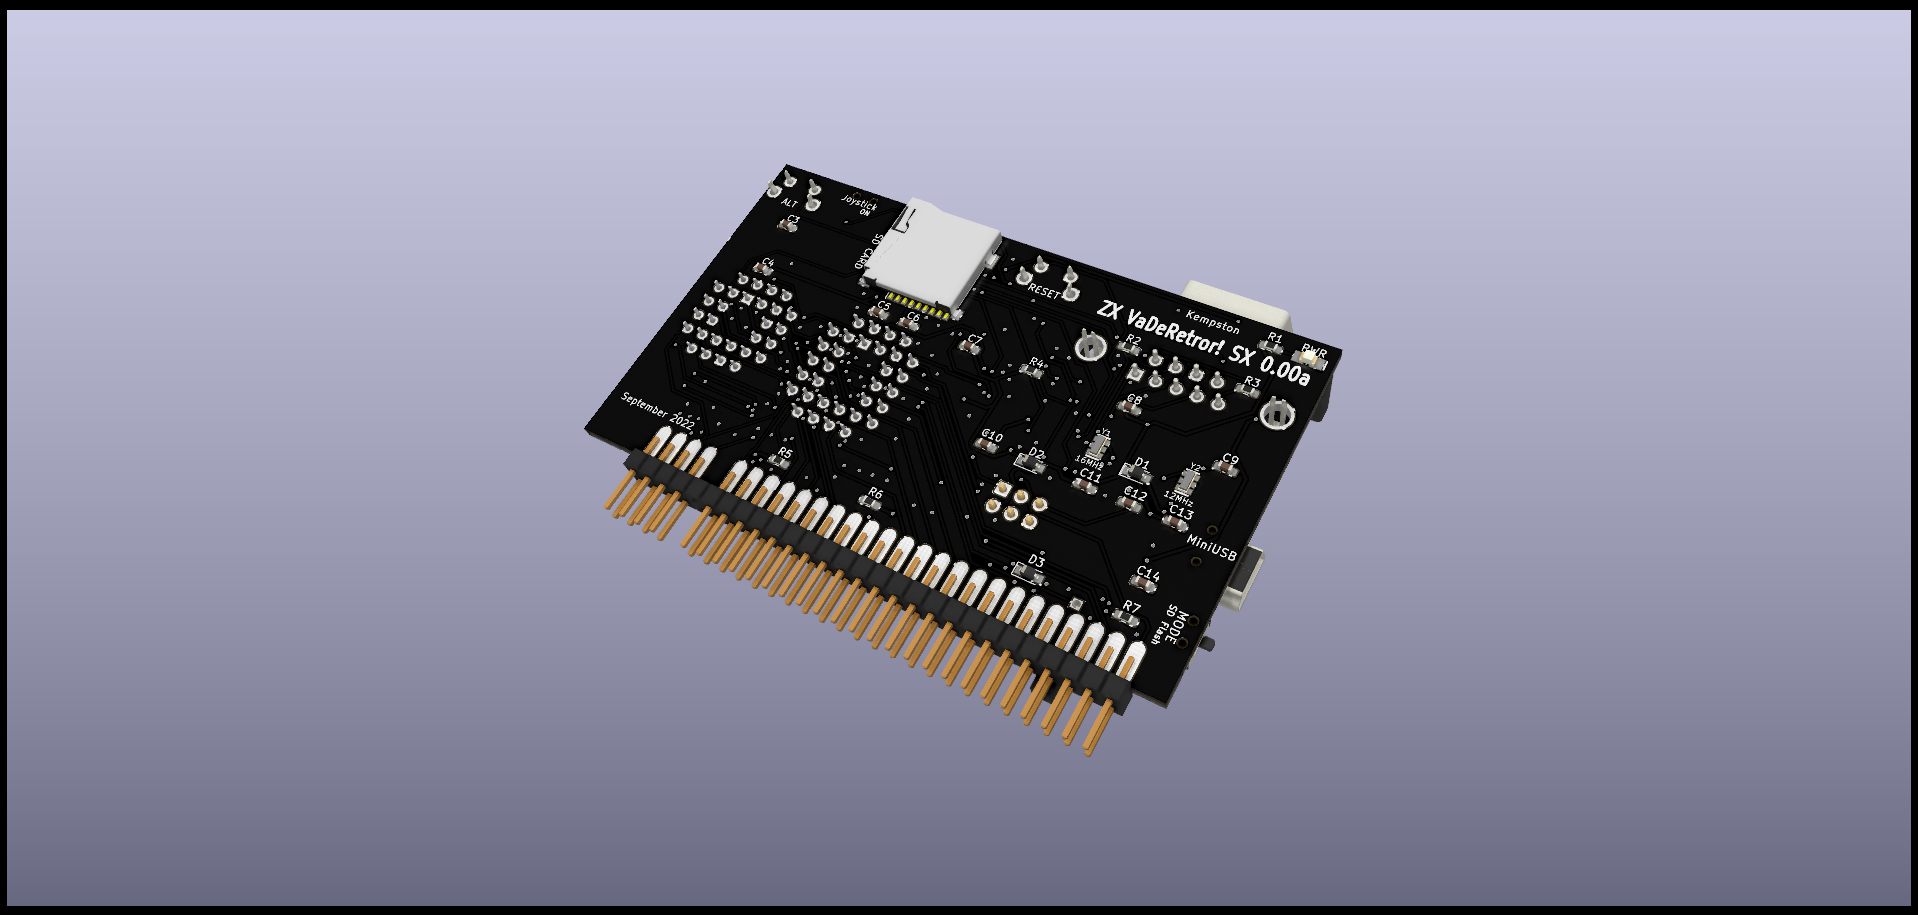 ALT
Joystick
ON
C3
SD CARD
C4
RESET
C5
C6
C7
ZX VaDeRetro! SX 0.00a
Kempston
R1
PWR
R2
R3
R4
C8
September 2022
R5
R6
C10
D2
Y1
16MHz
C11
D1
C12
Y2
12MHz
C9
C13
MiniUSB
D3
C14
R7
MODE
SD
Flash